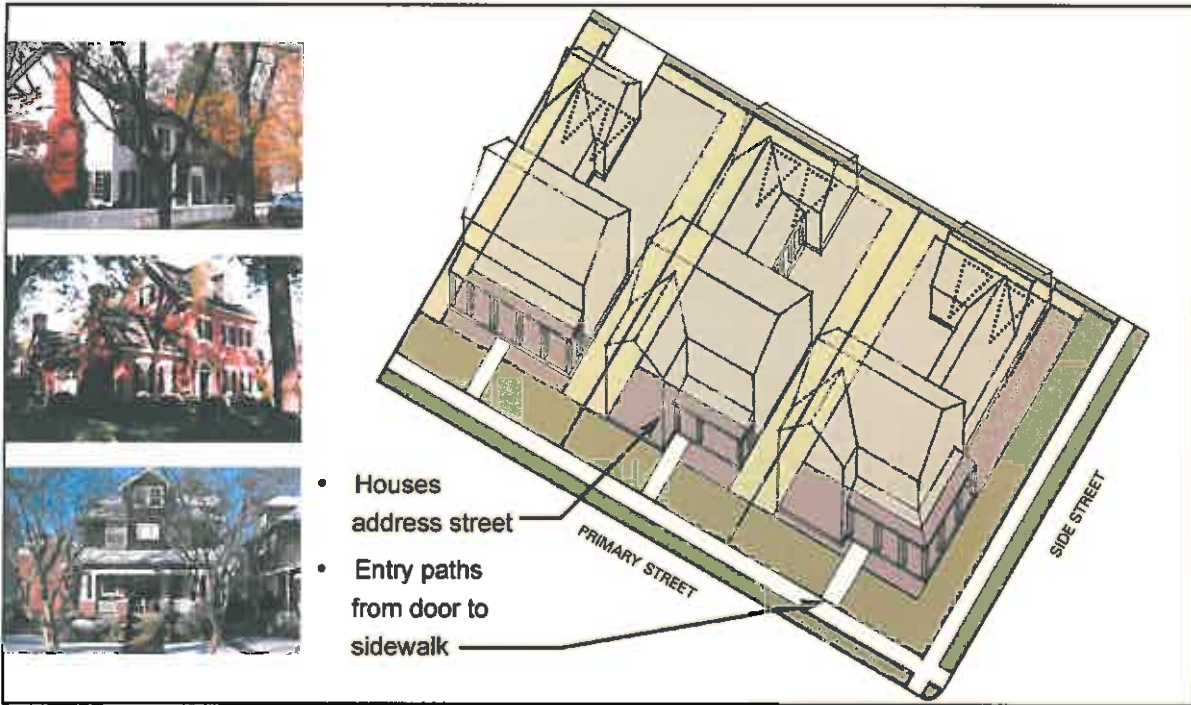 • Houses
address street
• Entry paths
from door to
sidewalk
PRIMARY STREET
SIDE STREET